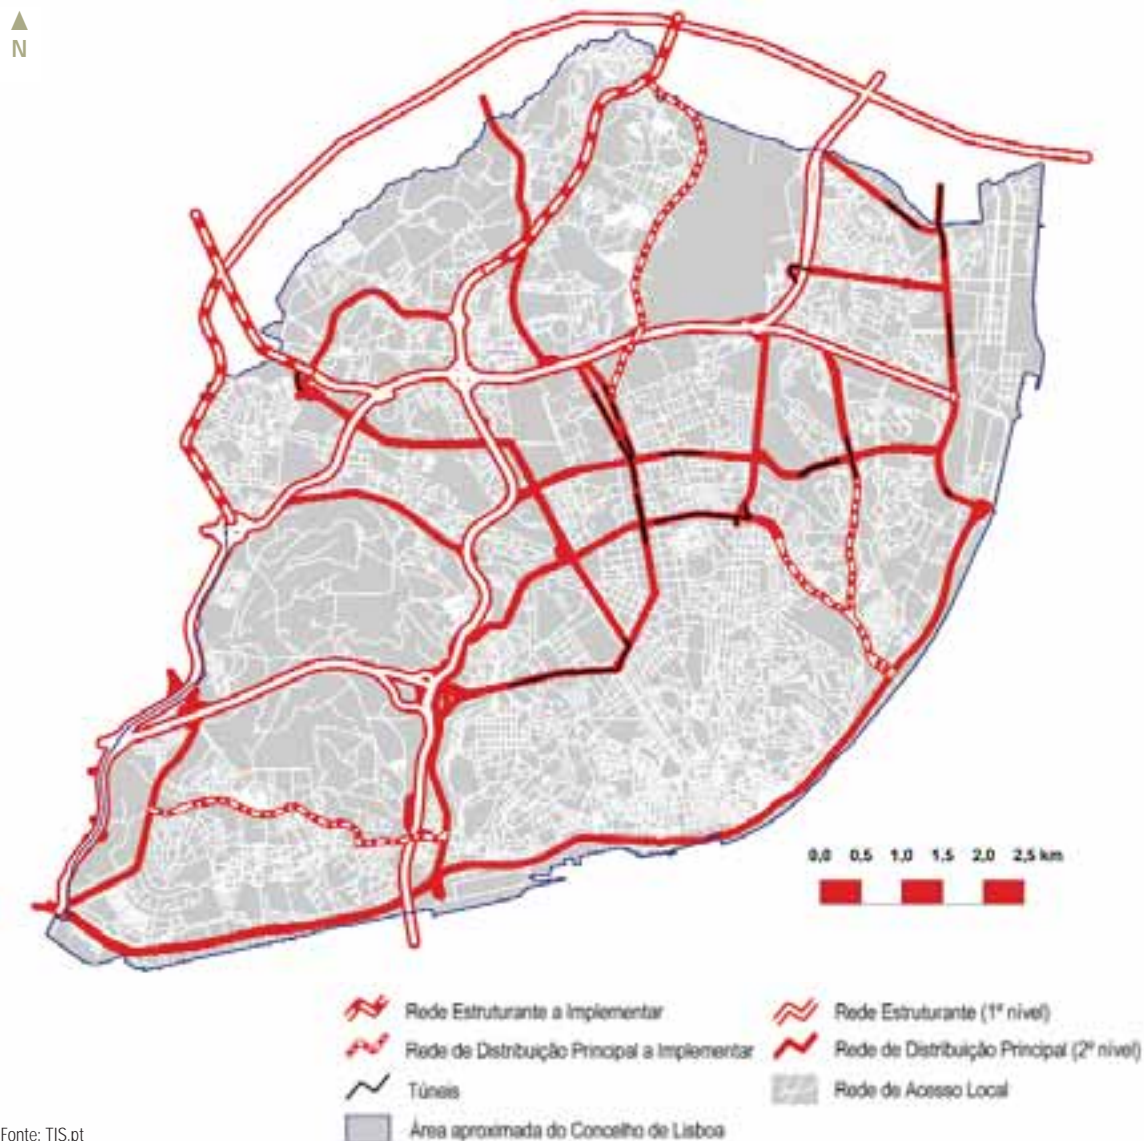 N
0,0 0,5 1,0 1,5 2,0 2,5 km
Rede Estruturante a Implementar
Rede de Distribuição Principal a Implementar
Túneis
Área aproximada do Concelho de Lisboa
Rede Estruturante (1º nível)
Rede de Distribuição Principal (2º nível)
Rede de Acesso Local
Fonte: TIS.pt